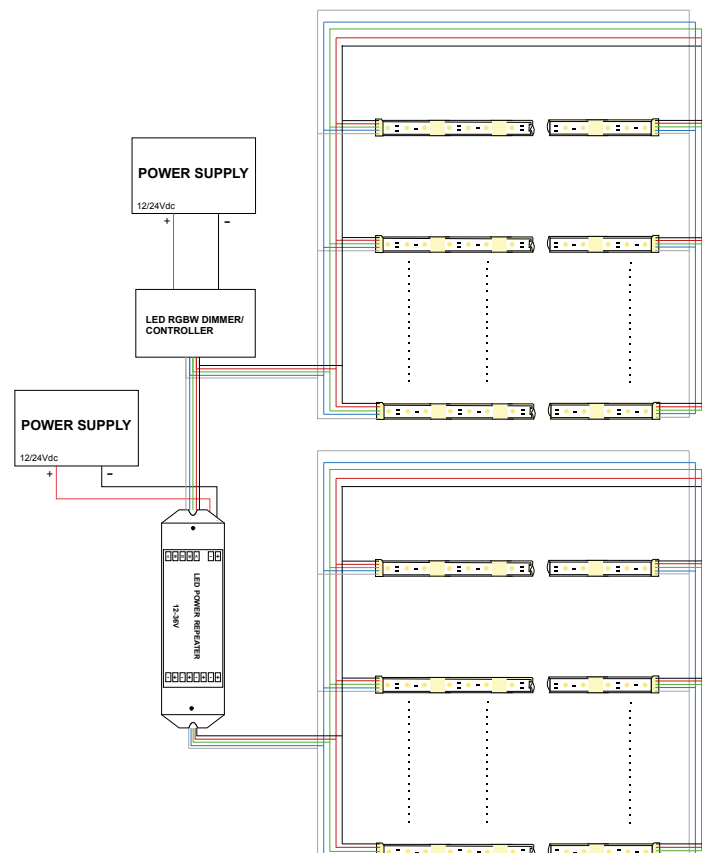 POWER SUPPLY
12/24Vdc
+ -
LED RGBW DIMMER/
CONTROLLER
POWER SUPPLY
12/24Vdc
+ -
LED POWER REPEATER
12-36V